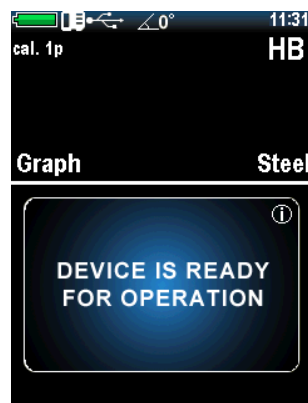 0° 11:31
cal. 1p HB
Graph Steel
DEVICE IS READY
FOR OPERATION